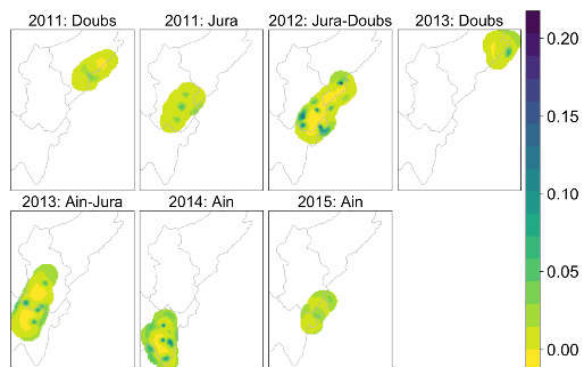 2011: Doubs
2011: Jura
2012: Jura-Doubs
2013: Doubs
2013: Ain-Jura
2014: Ain
2015: Ain
0.20
0.15
0.10
0.05
0.00